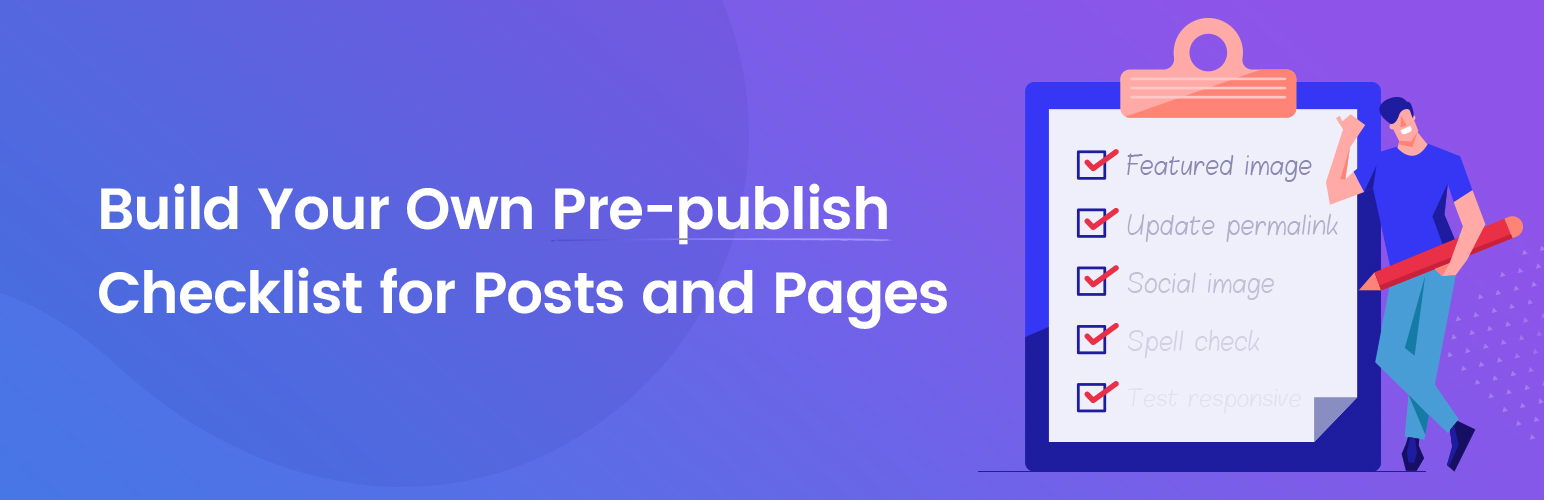 Build Your Own Pre-publish
Checklist for Posts and Pages
Featured image
Update permalink
Social image
Spell check
Test responsive